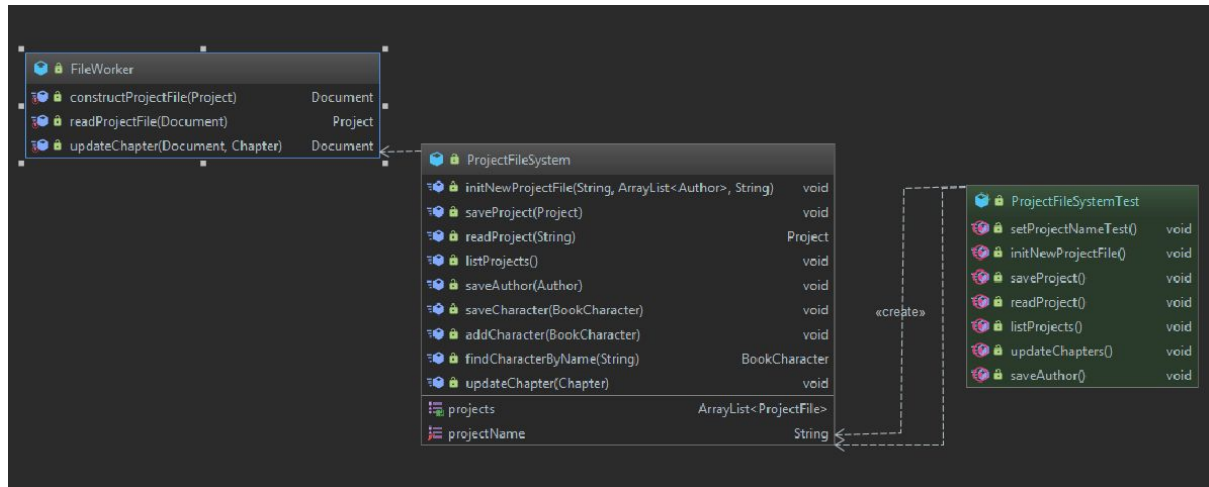 FileWorker
constructProjectFile(Project) Document
readProjectFile(Document) Project
updateChapter(Document, Chapter) Document
ProjectFileSystem
initNewProjectFile(String, ArrayList<Author>, String) void
saveProject(Project) void
readProject(String) Project
listProjects() void
saveAuthor(Author) void
saveCharacter(BookCharacter) void
addCharacter(BookCharacter) void
findCharacterByName(String) BookCharacter
updateChapter(Chapter) void
projects ArrayList<ProjectFile>
projectName String
«create»
ProjectFileSystemTest
setProjectNameTest() void
initNewProjectFile() void
saveProject() void
readProject() void
listProjects() void
updateChapters() void
saveAuthor() void